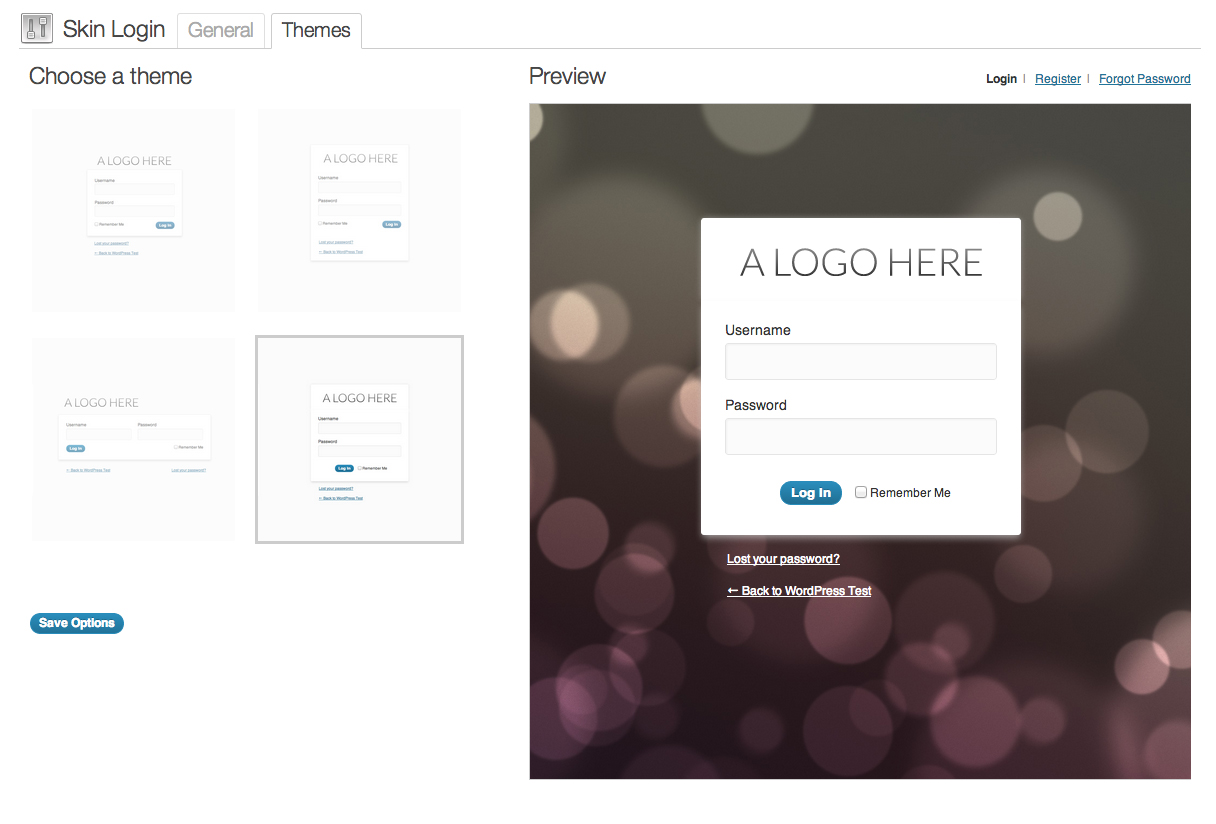 Skin Login General Themes
Choose a theme
A LOGO HERE
Username
Password
Remember Me Log In
Lost your password?
← Back to WordPress Test
A LOGO HERE
Username
Password
Remember Me Log In
Lost your password?
← Back to WordPress Test
A LOGO HERE
Username Password
Log In Remember Me
← Back to WordPress Test Lost your password?
A LOGO HERE
Username
Password
Log In Remember Me
Lost your password?
← Back to WordPress Test
Save Options
Preview Login | Register | Forgot Password
A LOGO HERE
Username
Password
Log In Remember Me
Lost your password?
← Back to WordPress Test